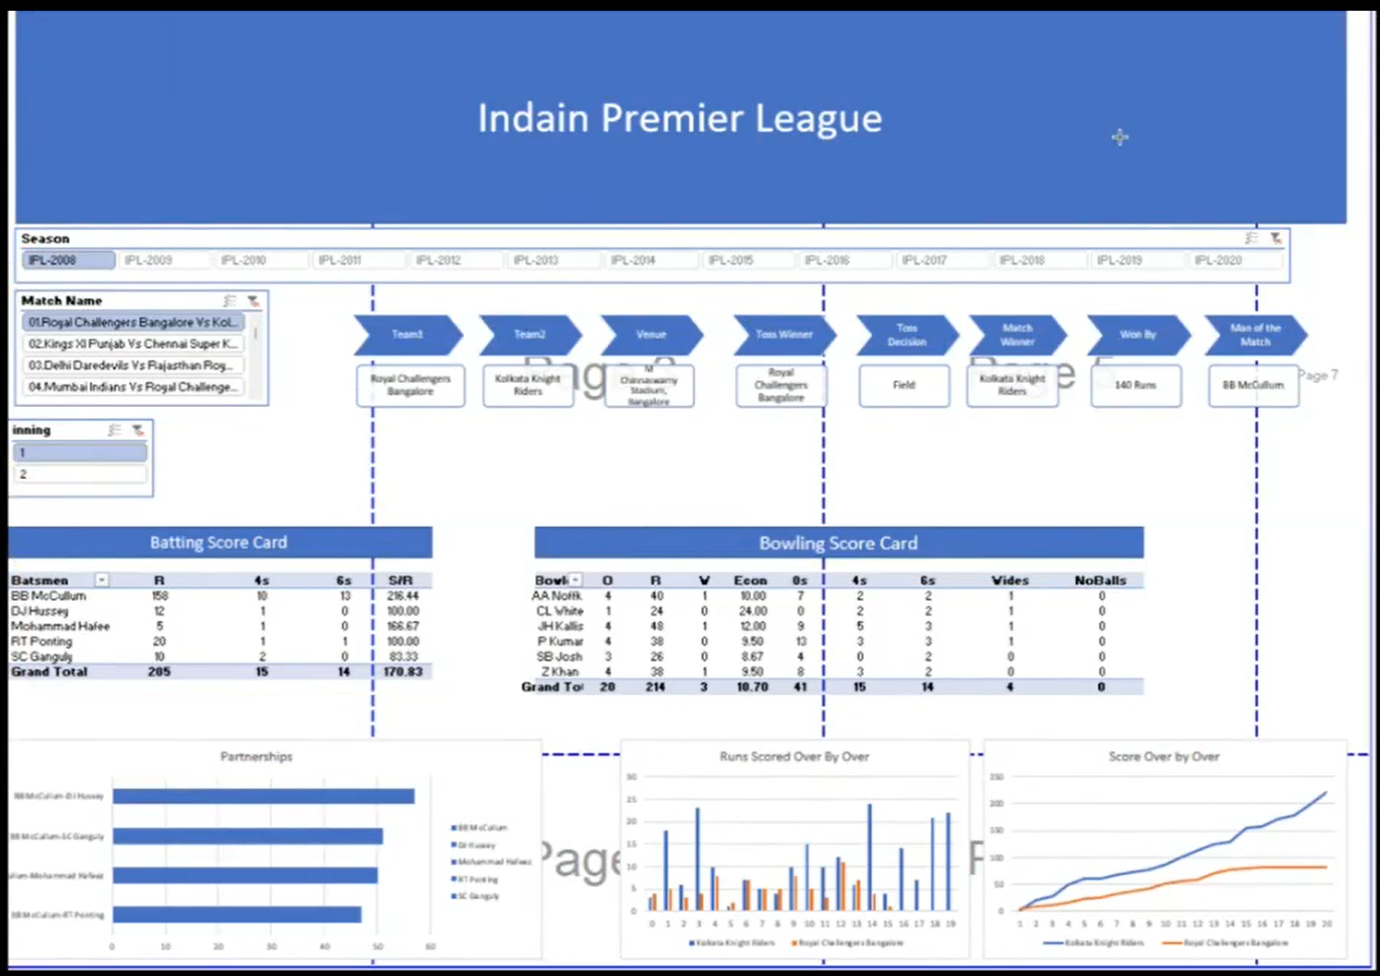 Indain Premier League
Season
IPL-2008 IPL-2009 IPL-2010 IPL-2011 IPL-2012 IPL-2013 IPL-2014 IPL-2015 IPL-2016 IPL-2017 IPL-2018 IPL-2019 IPL-2020
Match Name
01.Royal Challengers Bangalore Vs Kol...
02.Kings XI Punjab Vs Chennai Super K...
03.Delhi Daredevils Vs Rajasthan Roy...
04.Mumbai Indians Vs Royal Challenge...
Team1 Team2 Venue Toss Winner Toss Decision Match Winner Won By Man of the Match
Royal Challengers Bangalore
Kolkata Knight Riders
M Chinnaswamy Stadium, Bangalore
Royal Challengers Bangalore
Field
Kolkata Knight Riders
140 Runs
BB McCullum
Page 5
Page 7
inning
1
2
Batting Score Card
Batsmen R 4s 6s S/R
BB McCullum 158 10 13 216.44
DJ Hussey 12 1 0 100.00
Mohammad Hafee 5 1 0 166.67
RT Ponting 20 1 1 100.00
SC Ganguly 10 2 0 83.33
Grand Total 205 15 14 170.83
Bowling Score Card
Bowl O R W Econ 0s 4s 6s Wides NoBalls
AA Noffk 4 40 1 10.00 7 2 2 1 0
CL White 1 24 0 24.00 0 2 2 1 0
JH Kallis 4 48 1 12.00 9 5 3 1 0
P Kumar 4 38 0 9.50 13 3 3 1 0
SB Josh 3 26 0 8.67 4 0 2 0 0
Z Khan 4 38 1 9.50 8 3 2 0 0
Grand To 20 214 3 10.70 41 15 14 4 0
Partnerships
BB McCullum-DJ Hussey
BB McCullum-SC Ganguly
ulum-Mohammad Hafeez
BB McCullum-RT Ponting
0 10 20 30 40 50 60
BB McCullum
DJ Hussey
Mohammad Hafeez
RT Ponting
SC Ganguly
Page
Runs Scored Over By Over
30
25
20
15
10
5
0
0 1 2 3 4 5 6 7 8 9 10 11 12 13 14 15 16 17 18 19
Kolkata Knight Riders Royal Challengers Bangalore
Score Over by Over
250
200
150
100
50
0
1 2 3 4 5 6 7 8 9 10 11 12 13 14 15 16 17 18 19 20
Kolkata Knight Riders Royal Challengers Bangalore